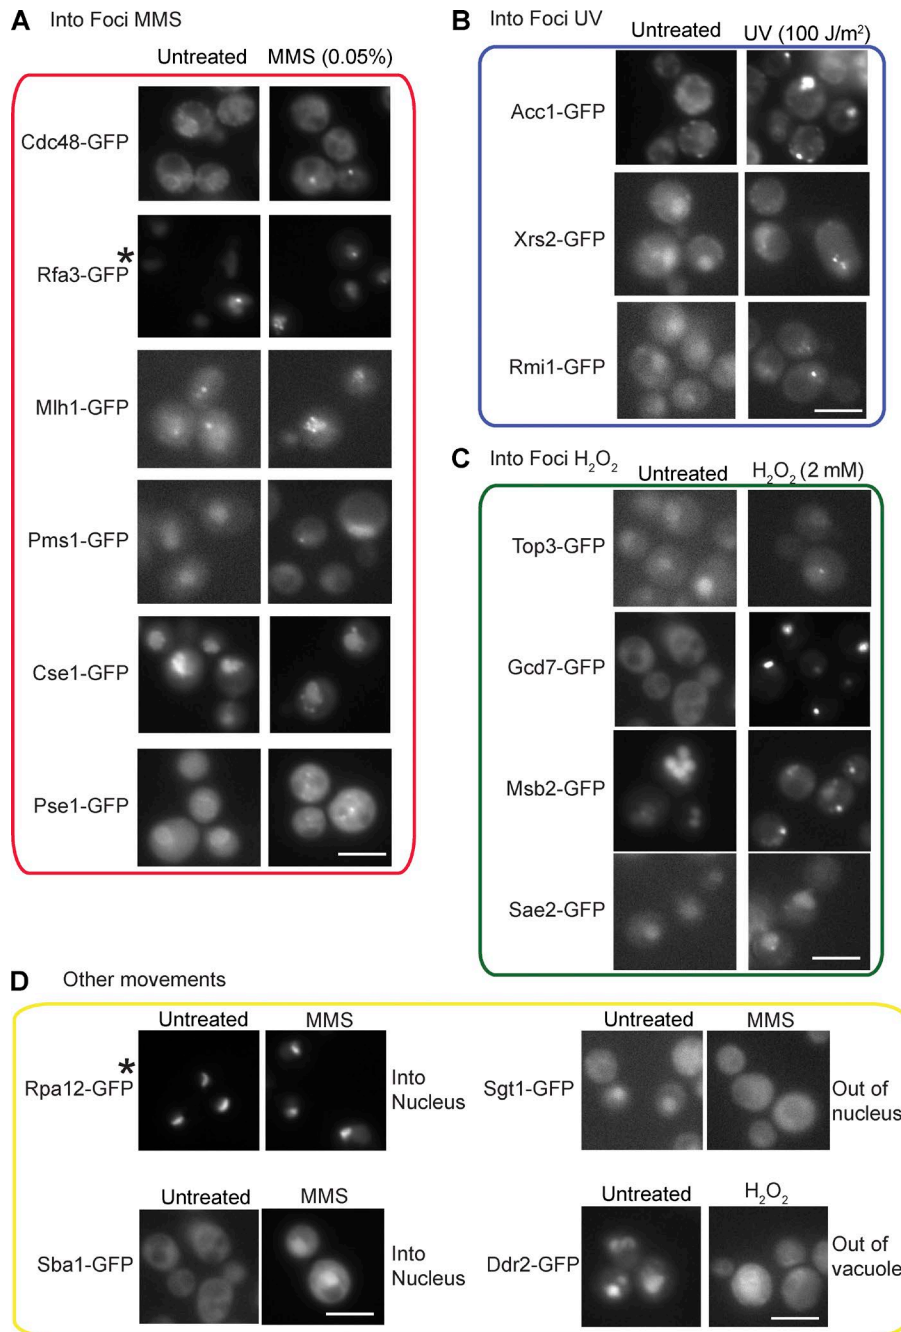 A Into Foci MMS
Untreated MMS (0.05%)
Cdc48-GFP
Rfa3-GFP*
Mlh1-GFP
Pms1-GFP
Cse1-GFP
Pse1-GFP
B Into Foci UV
Untreated UV (100 J/m²)
Acc1-GFP
Xrs2-GFP
Rmi1-GFP
C Into Foci H₂O₂
Untreated H₂O₂ (2 mM)
Top3-GFP
Gcd7-GFP
Msb2-GFP
Sae2-GFP
D Other movements
Untreated MMS
Rpa12-GFP*
Into
Nucleus
Untreated MMS
Sgt1-GFP
Out of
nucleus
Untreated MMS
Sba1-GFP
Into
Nucleus
Untreated H₂O₂
Ddr2-GFP
Out of
vacuole